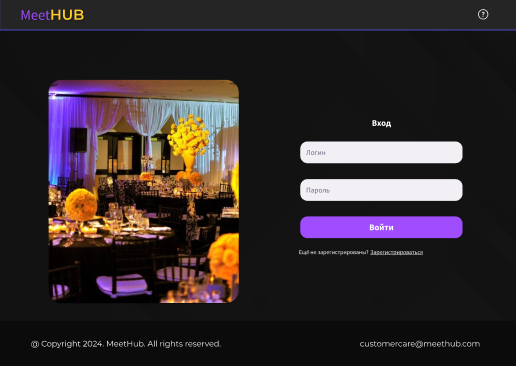 MeetHUB
?
Вход
Логин
Пароль
Войти
Ещё не зарегистрированы? Зарегистрироваться
@ Copyright 2024. MeetHub. All rights reserved.
customercare@meethub.com